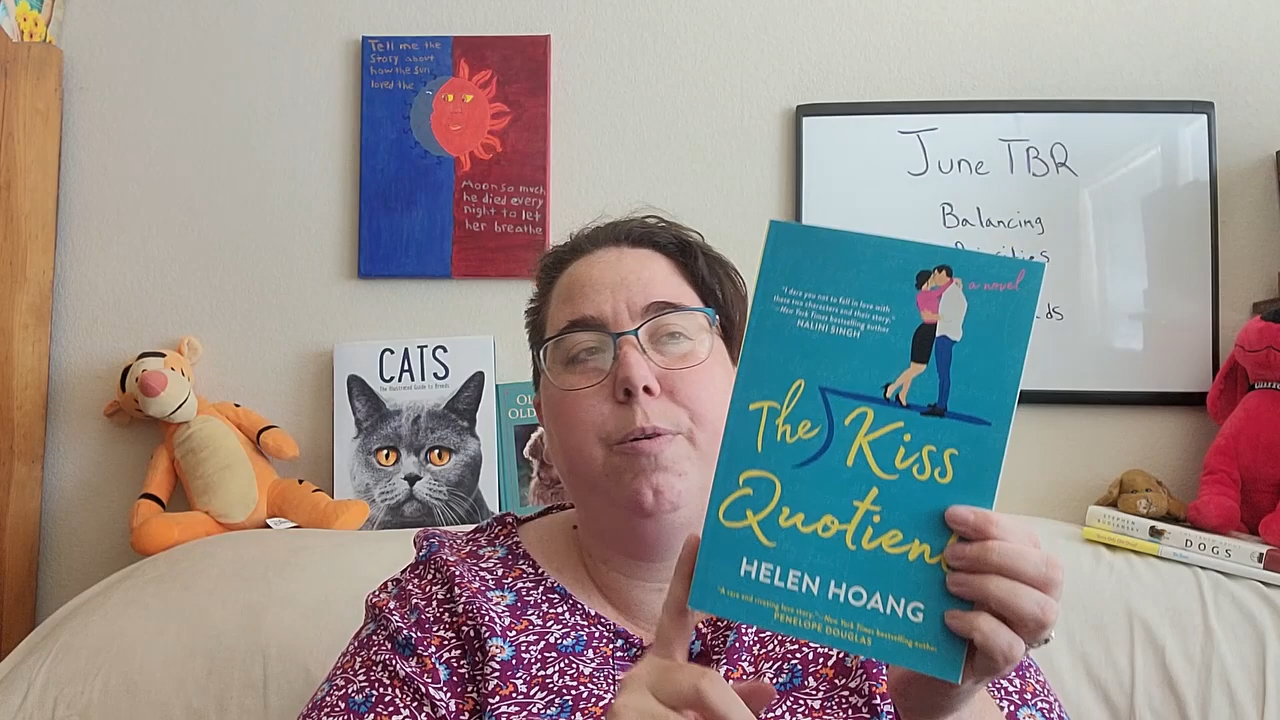 Tell me the
Story about
how the Sun
loved the
Moon so much
he died every
night to let
her breathe
June TBR
Balancing
CATS
The Illustrated Guide to Breeds
"I dare you not to fall in love with
these two characters and their story."
—New York Times bestselling author
NALINI SINGH
a novel
The Kiss
Quotien
HELEN HOANG
"A rare and riveting love story."—New York Times bestselling author
PENELOPE DOUGLAS
STEPHEN
BUDIANSKY
DOGS